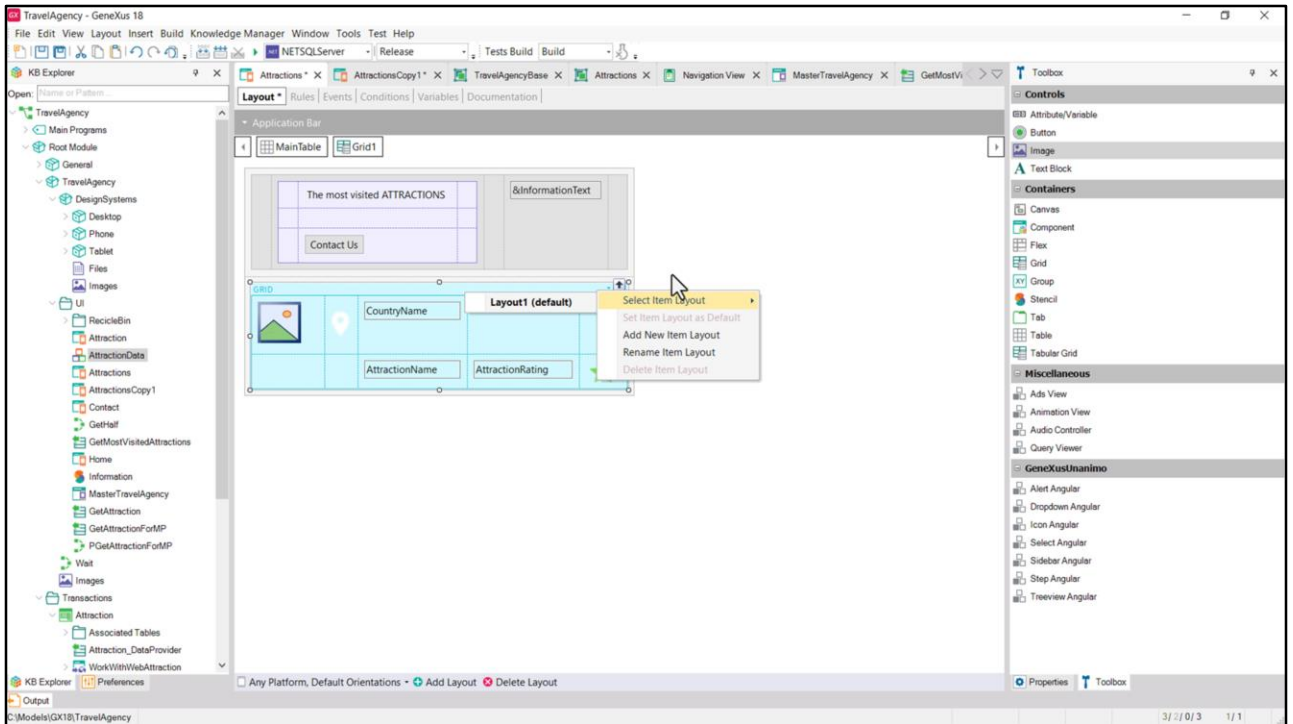 TravelAgency - GeneXus 18
File Edit View Layout Insert Build Knowledge Manager Window Tools Test Help
NETSQLServer Release Tests Build Build
KB Explorer
Open: Name or Pattern...
TravelAgency
Main Programs
Root Module
General
TravelAgency
DesignSystems
Desktop
Phone
Tablet
Files
Images
UI
RecicleBin
Attraction
AttractionData
Attractions
AttractionsCopy1
Contact
GetHalf
GetMostVisitedAttractions
Home
Information
MasterTravelAgency
GetAttraction
GetAttractionForMP
PGetAttractionForMP
Wait
Images
Transactions
Attraction
Associated Tables
Attraction_DataProvider
WorkWithWebAttraction
KB Explorer Preferences
Output
C:\Models\GX18\TravelAgency
Attractions * X AttractionsCopy1 * X TravelAgencyBase X Attractions X Navigation View X MasterTravelAgency X GetMostVi
Layout * Rules Events Conditions Variables Documentation
Application Bar
MainTable Grid1
The most visited ATTRACTIONS
&InformationText
Contact Us
GRID
CountryName
Layout1 (default)
AttractionName AttractionRating
Select Item Layout
Set Item Layout as Default
Add New Item Layout
Rename Item Layout
Delete Item Layout
Any Platform, Default Orientations Add Layout Delete Layout
Toolbox
Controls
Attribute/Variable
Button
Image
A Text Block
Containers
Canvas
Component
Flex
Grid
XY Group
Stencil
Tab
Table
Tabular Grid
Miscellaneous
Ads View
Animation View
Audio Controller
Query Viewer
GeneXusUnanimo
Alert Angular
Dropdown Angular
Icon Angular
Select Angular
Sidebar Angular
Step Angular
Treeview Angular
Properties Toolbox
3/ 2/ 0/ 3 1/ 1